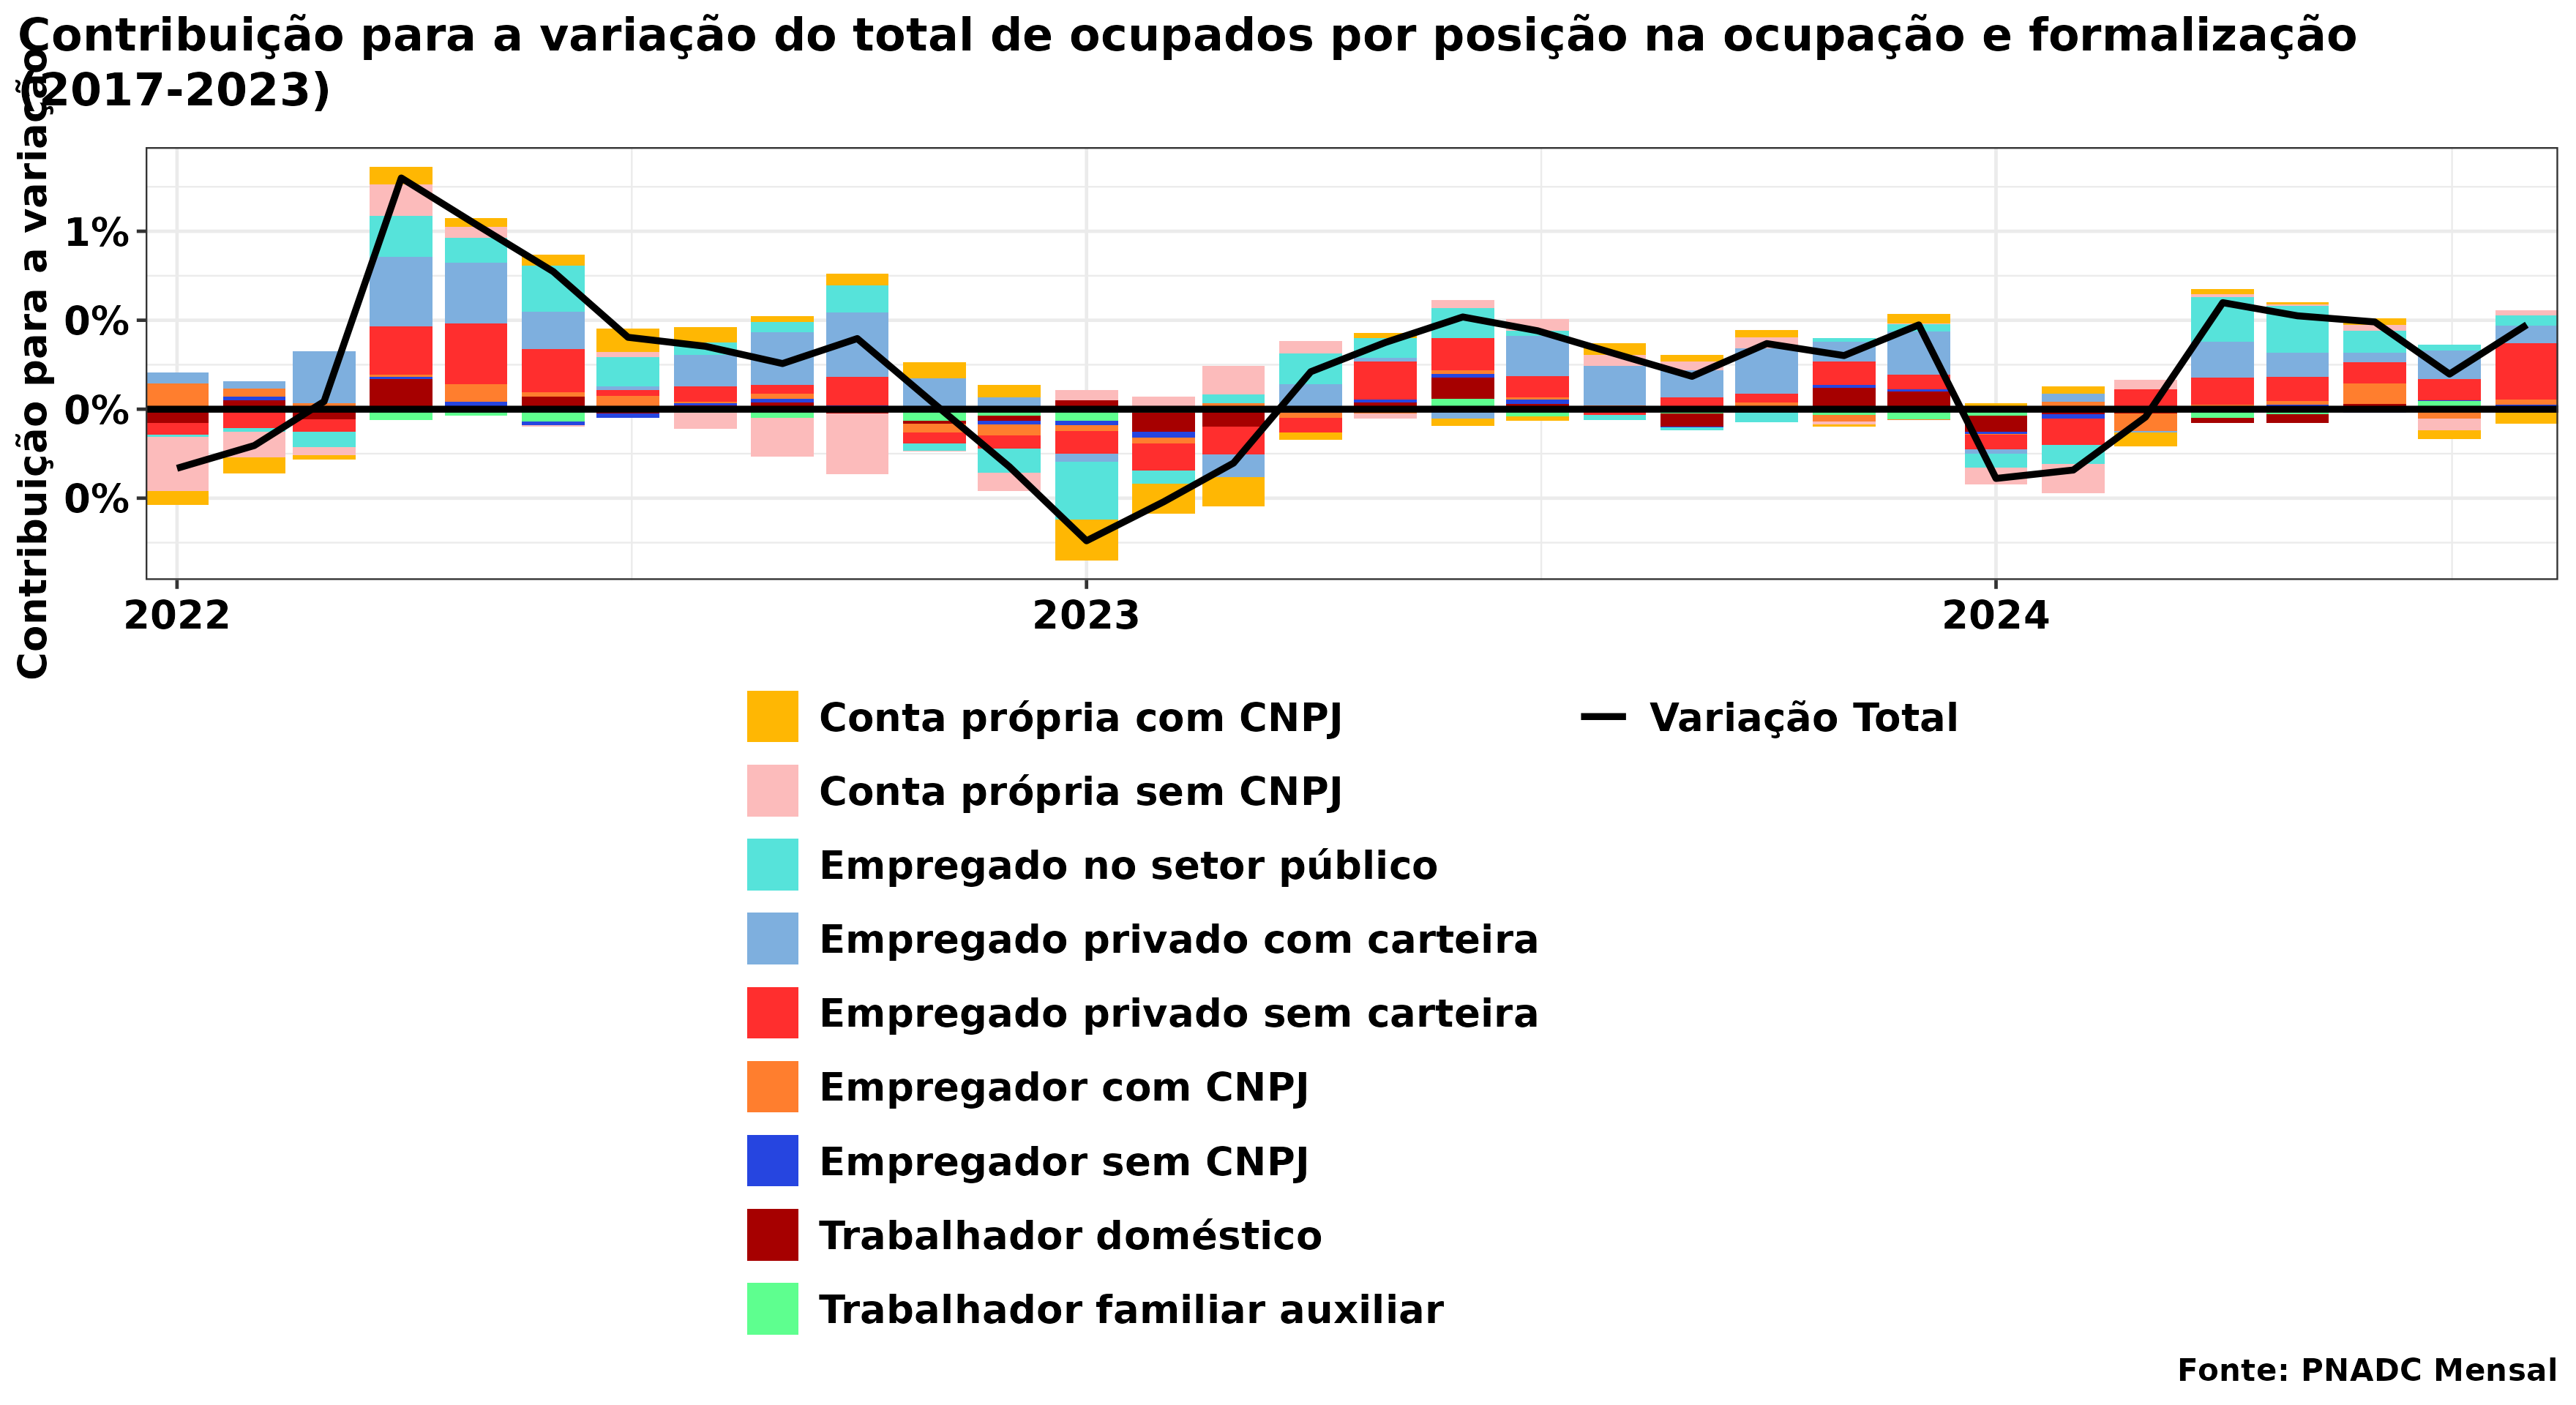 Contribuição para a variação do total de ocupados por posição na ocupação e formalização
(2017-2023)
Contribuição para a variação
1%
0%
0%
0%
2022
2023
2024
Conta própria com CNPJ
Conta própria sem CNPJ
Empregado no setor público
Empregado privado com carteira
Empregado privado sem carteira
Empregador com CNPJ
Empregador sem CNPJ
Trabalhador doméstico
Trabalhador familiar auxiliar
Variação Total
Fonte: PNADC Mensal